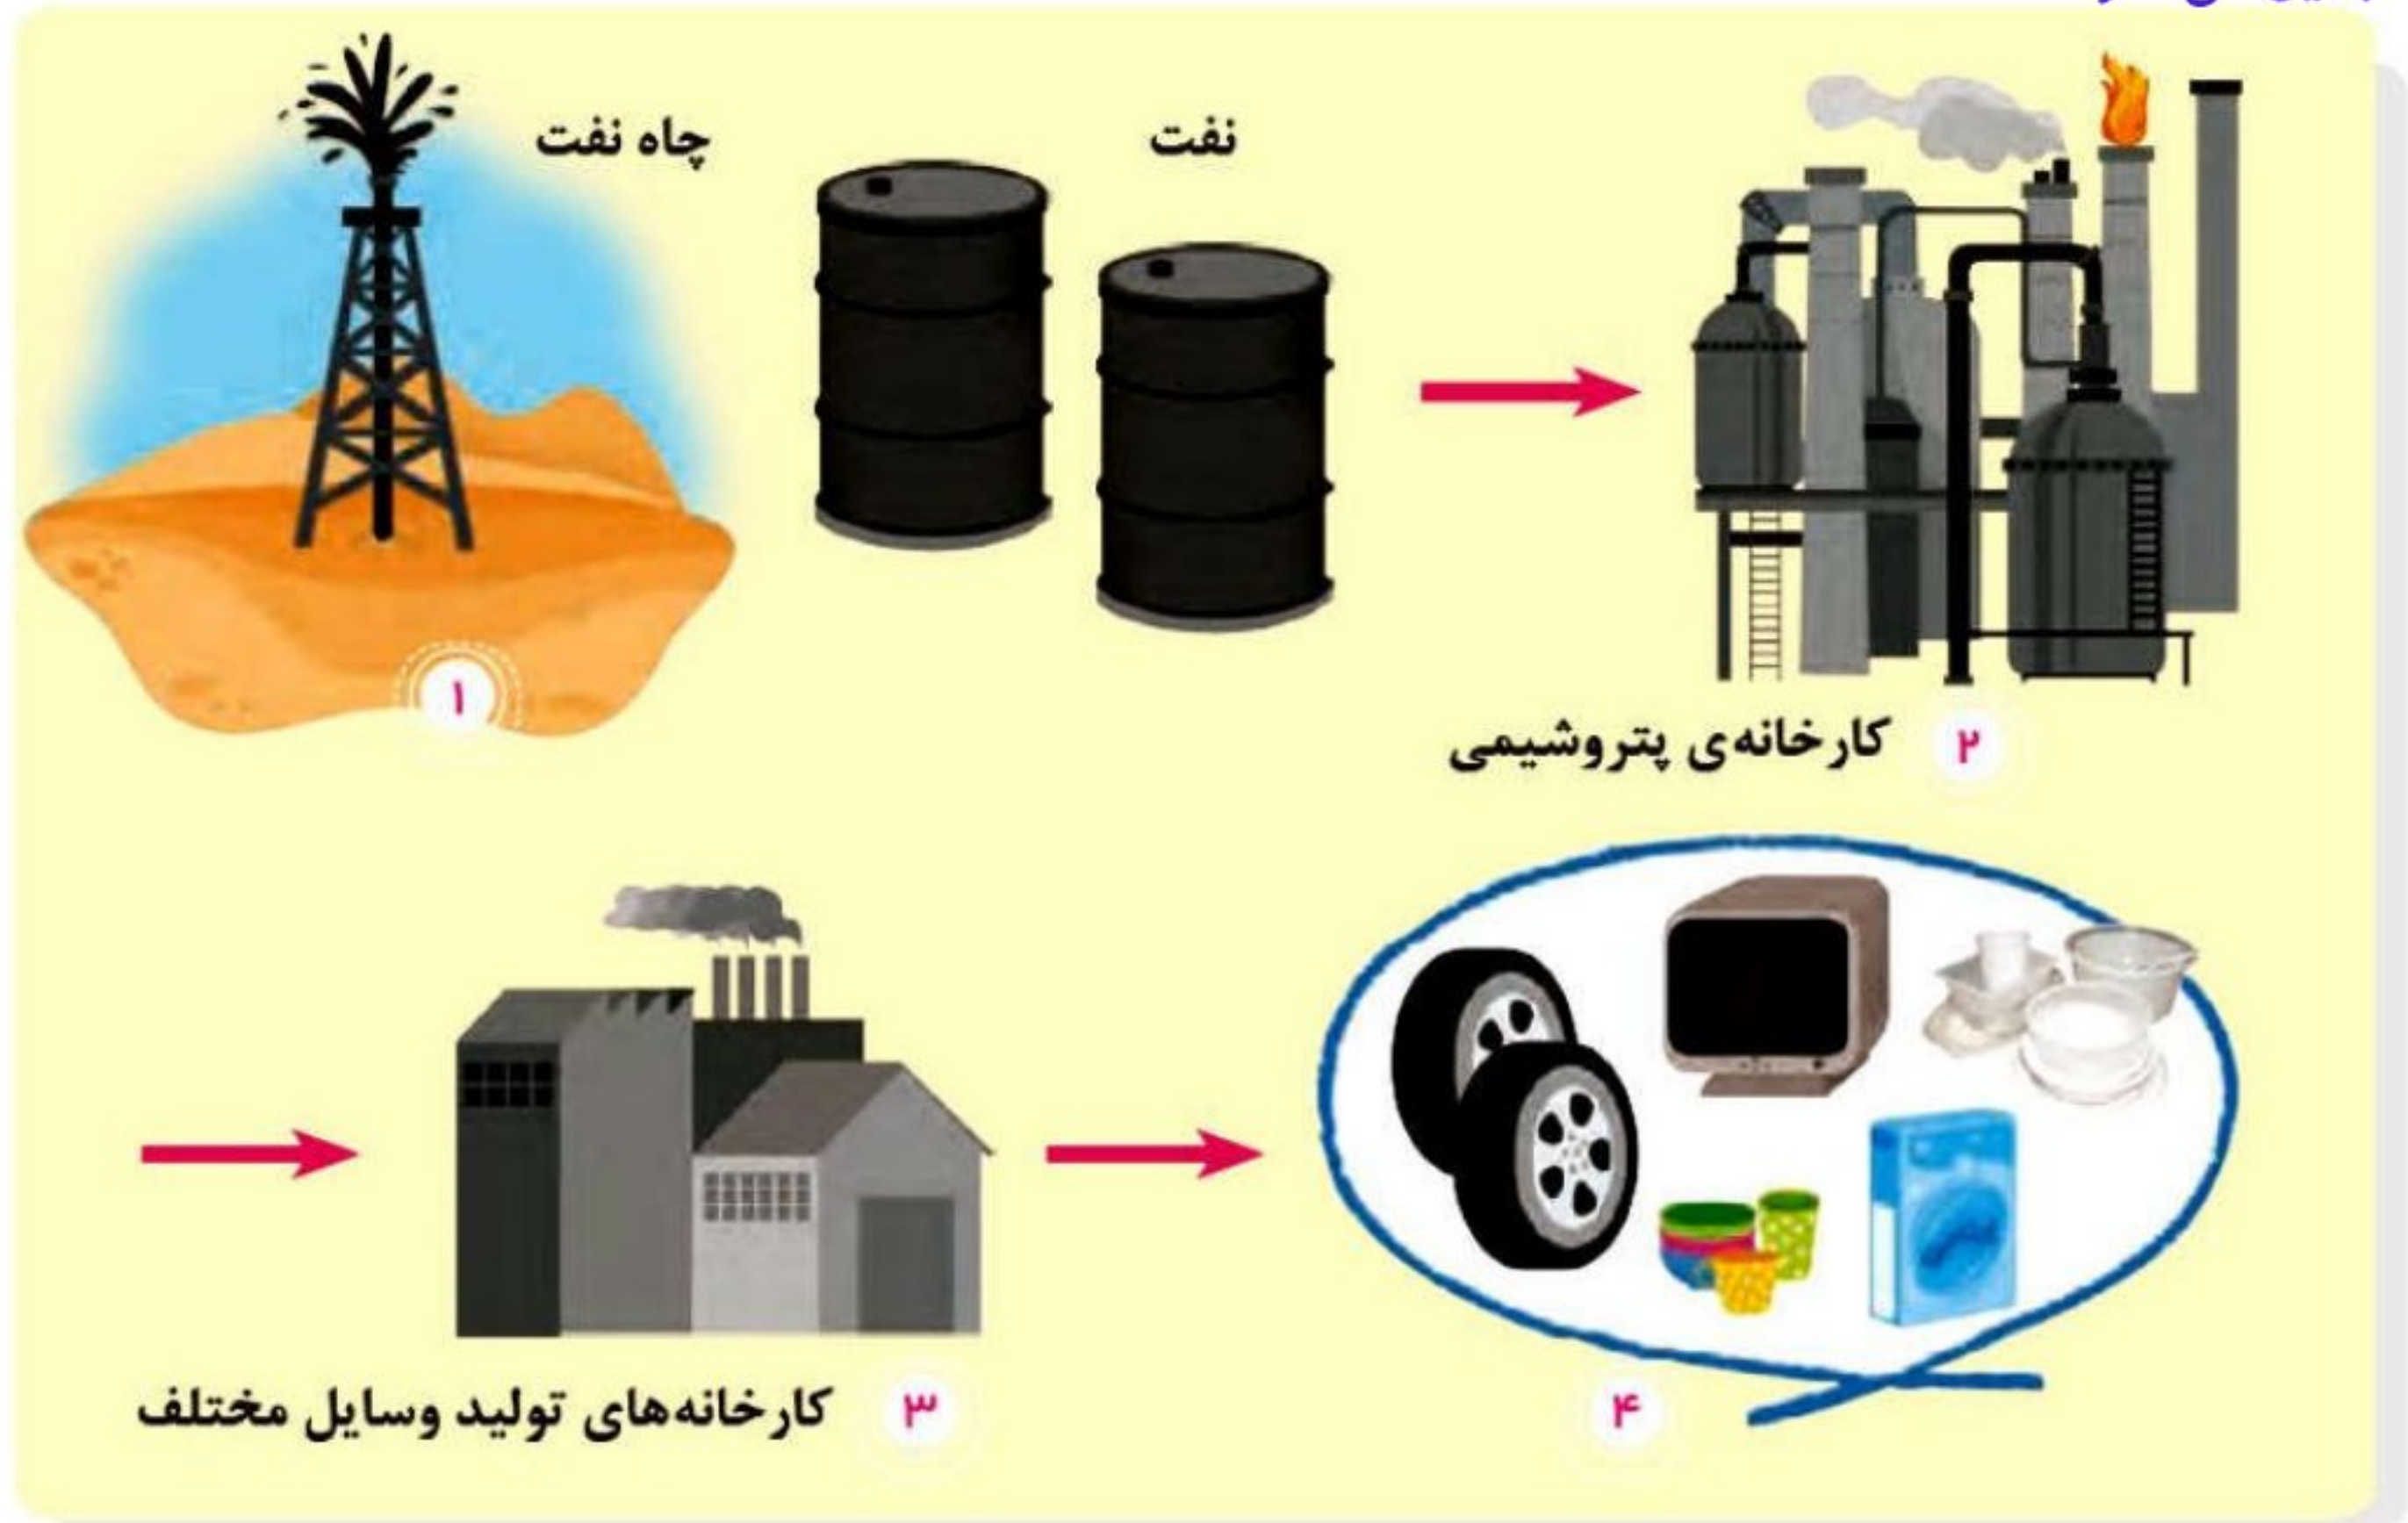 چاه نفت
نفت
۱
۲ کارخانه‌ی پتروشیمی
۳ کارخانه‌های تولید وسایل مختلف
۴